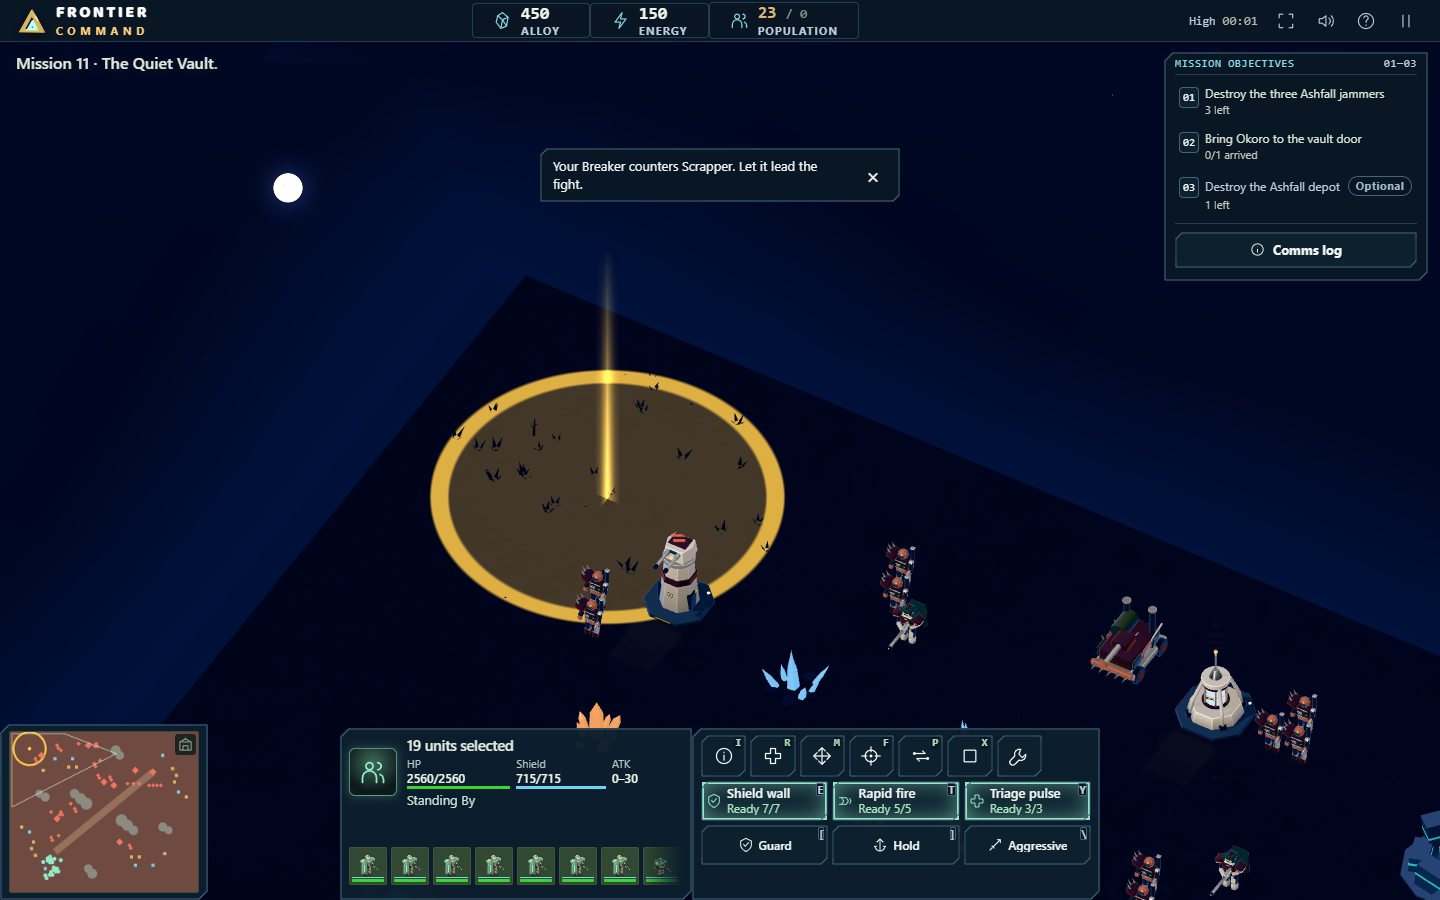 FRONTIER
COMMAND
450
ALLOY
150
ENERGY
23 / 0
POPULATION
High 00:01
Mission 11 · The Quiet Vault.
MISSION OBJECTIVES 01—03
01 Destroy the three Ashfall jammers
3 left
02 Bring Okoro to the vault door
0/1 arrived
03 Destroy the Ashfall depot Optional
1 left
Comms log
Your Breaker counters Scrapper. Let it lead the
fight.
19 units selected
HP Shield ATK
2560/2560 715/715 0–30
Standing By
I R M F P X
Shield wall E
Ready 7/7
Rapid fire T
Ready 5/5
Triage pulse Y
Ready 3/3
Guard [
Hold ]
Aggressive \